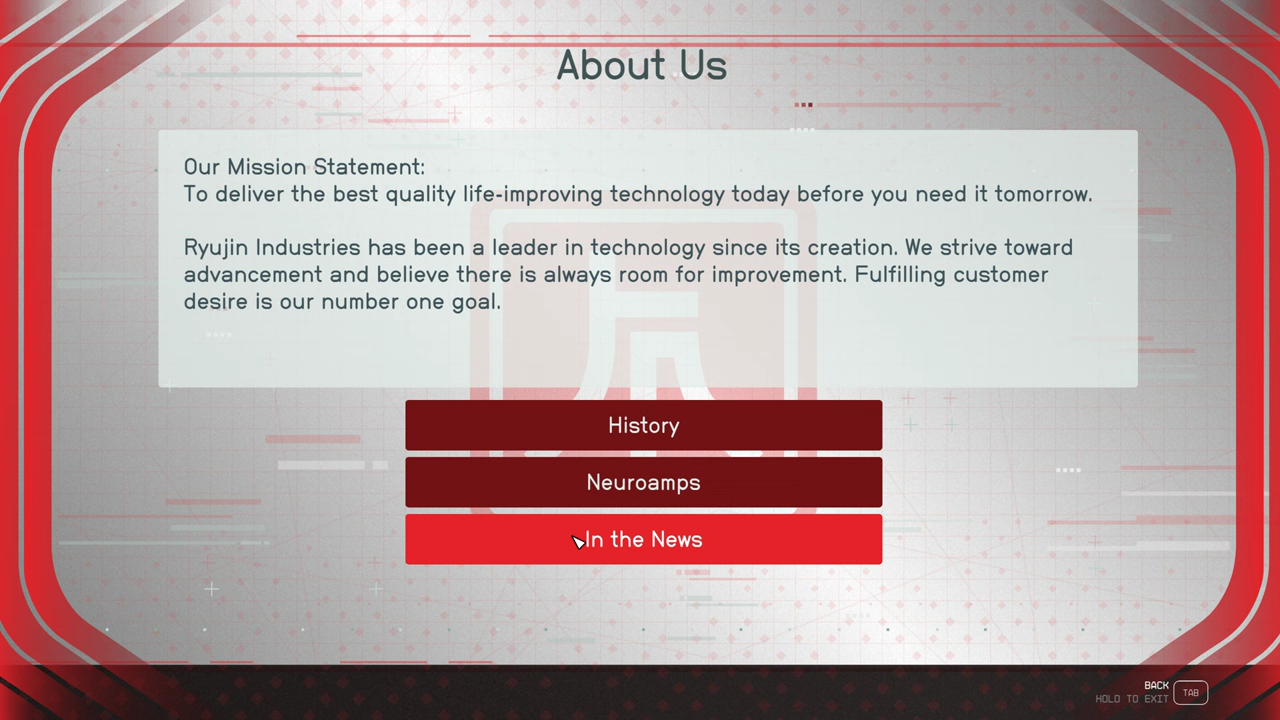 About Us
Our Mission Statement:
To deliver the best quality life-improving technology today before you need it tomorrow.
Ryujin Industries has been a leader in technology since its creation. We strive toward
advancement and believe there is always room for improvement. Fulfilling customer
desire is our number one goal.
History
Neuroamps
In the News
BACK
HOLD TO EXIT TAB